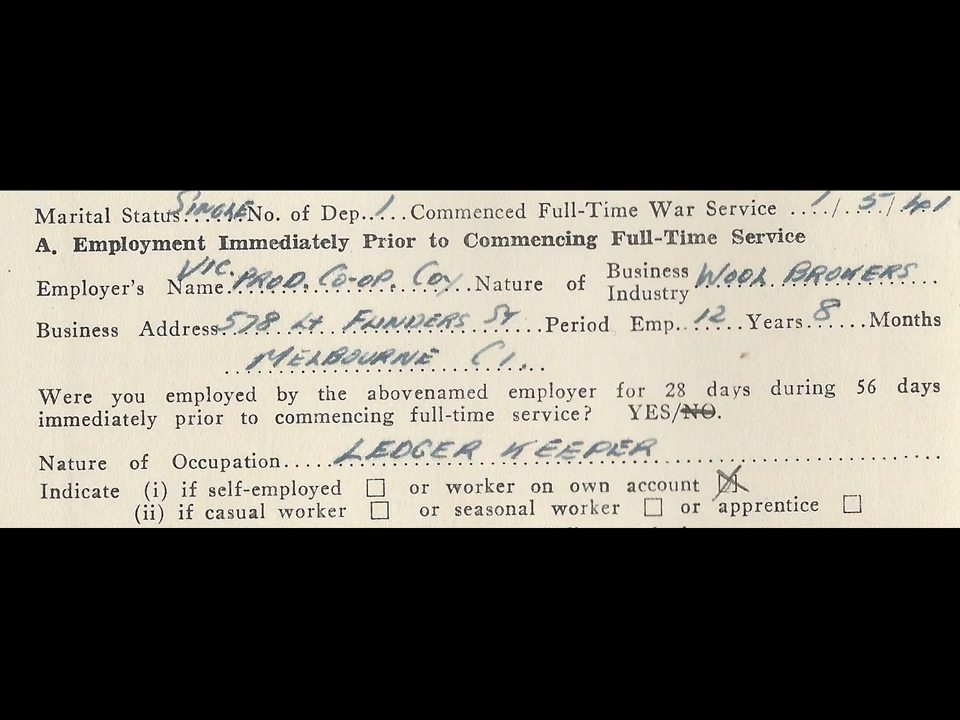 Marital Status SINGLE No. of Dep. 1 Commenced Full-Time War Service 1/5/41
A. Employment Immediately Prior to Commencing Full-Time Service
Employer's Name VIC. PROD. CO-OP. COY Nature of Business Industry WOOL BROKERS
Business Address 578 Lt FLINDERS St Period Emp. 12 Years 8 Months
MELBOURNE C1.
Were you employed by the abovenamed employer for 28 days during 56 days
immediately prior to commencing full-time service? YES/NO.
Nature of Occupation LEDGER KEEPER
Indicate (i) if self-employed ☐ or worker on own account ☒
(ii) if casual worker ☐ or seasonal worker ☐ or apprentice ☐